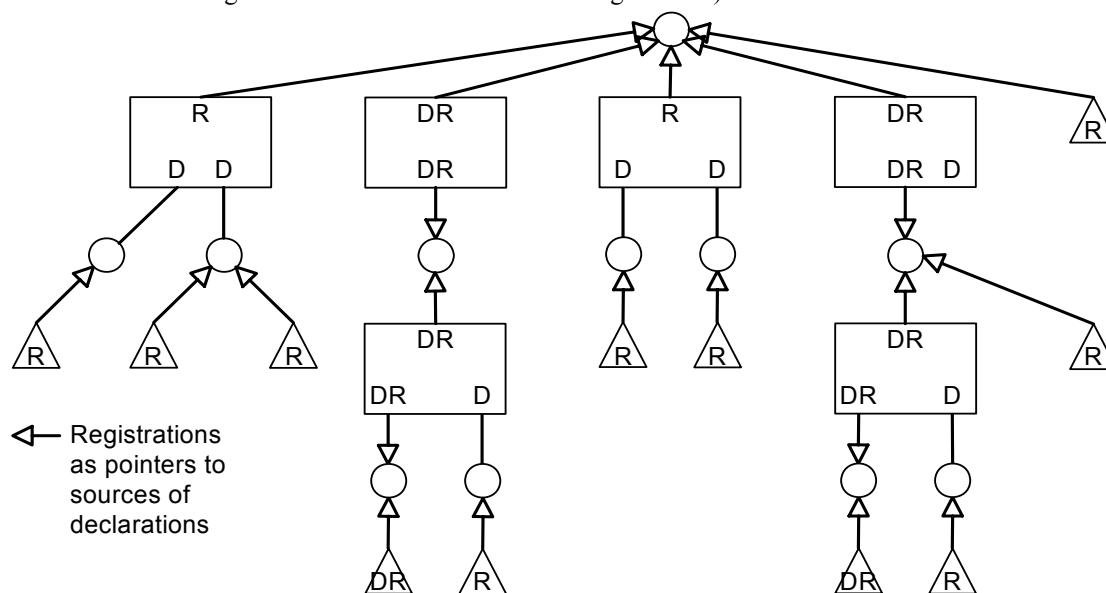 R DR R DR
R
D D DR D D DR D
DR DR
R R R R R R
DR D DR D
Registrations
as pointers to
sources of
declarations
DR R DR R